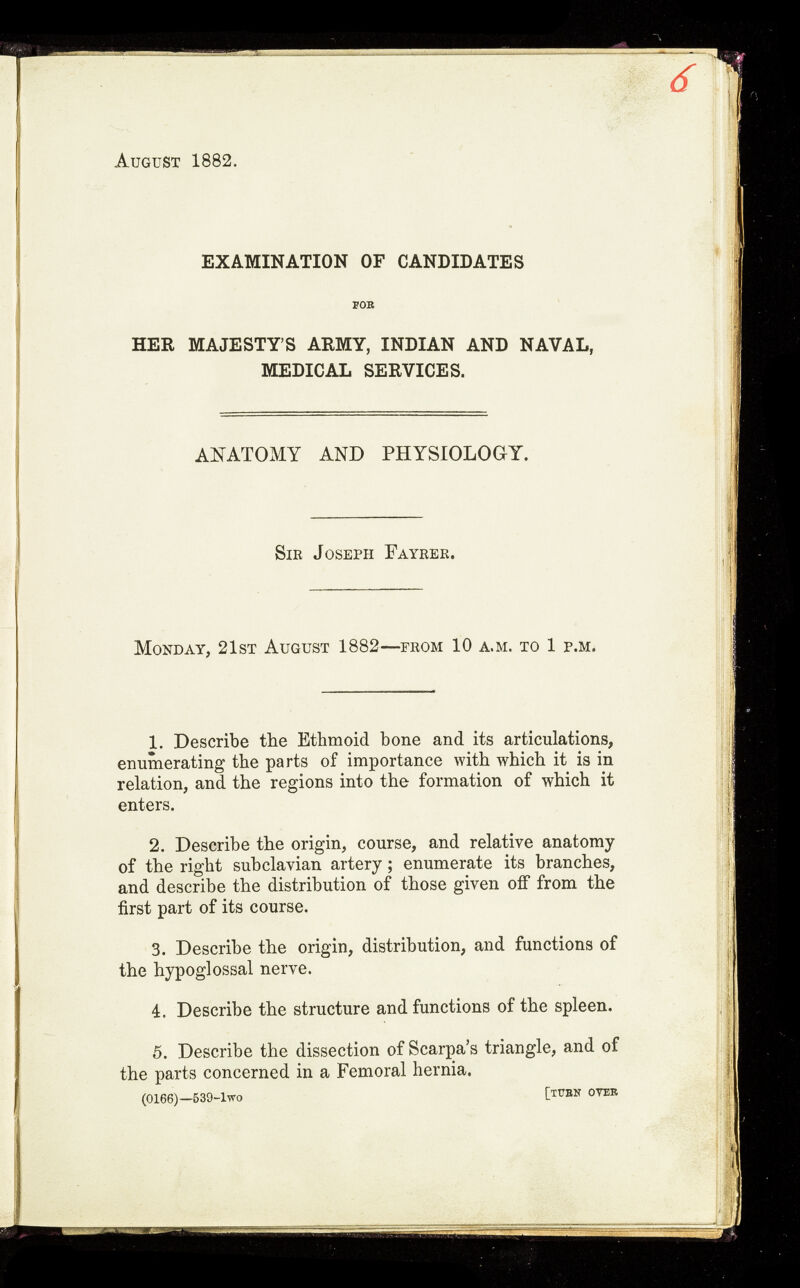 6
AUGUST 1882.
EXAMINATION OF CANDIDATES
FOR
HER MAJESTY'S ARMY, INDIAN AND NAVAL,
MEDICAL SERVICES.
ANATOMY AND PHYSIOLOGY.
SIR JOSEPH FAYRER.
MONDAY, 21ST AUGUST 1882—FROM 10 A.M. TO 1 P.M.
1. Describe the Ethmoid bone and its articulations,
enumerating the parts of importance with which it is in
relation, and the regions into the formation of which it
enters.
2. Describe the origin, course, and relative anatomy
of the right subclavian artery; enumerate its branches,
and describe the distribution of those given off from the
first part of its course.
3. Describe the origin, distribution, and functions of
the hypoglossal nerve.
4. Describe the structure and functions of the spleen.
5. Describe the dissection of Scarpa's triangle, and of
the parts concerned in a Femoral hernia.
(0166)—539-1wo [TURN OVER